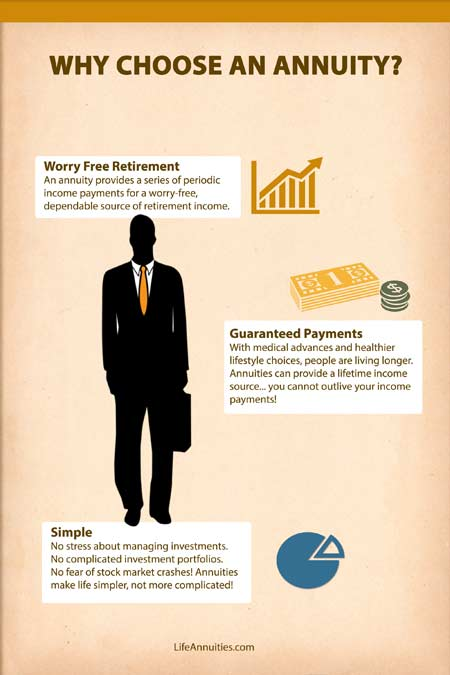 WHY CHOOSE AN ANNUITY?
Worry Free Retirement
An annuity provides a series of periodic
income payments for a worry-free,
dependable source of retirement income.
1
$
Guaranteed Payments
With medical advances and healthier
lifestyle choices, people are living longer.
Annuities can provide a lifetime income
source... you cannot outlive your income
payments!
Simple
No stress about managing investments.
No complicated investment portfolios.
No fear of stock market crashes! Annuities
make life simpler, not more complicated!
LifeAnnuities.com